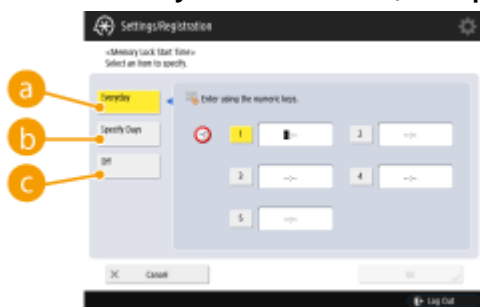 Settings/Registration
<Memory Lock Start Time>
Select an item to specify.
a
Everyday
Enter using the numeric keys.
b
Specify Days
1
--:--
2
--:--
c
Off
3
--:--
4
--:--
5
--:--
Cancel
OK
Log Out